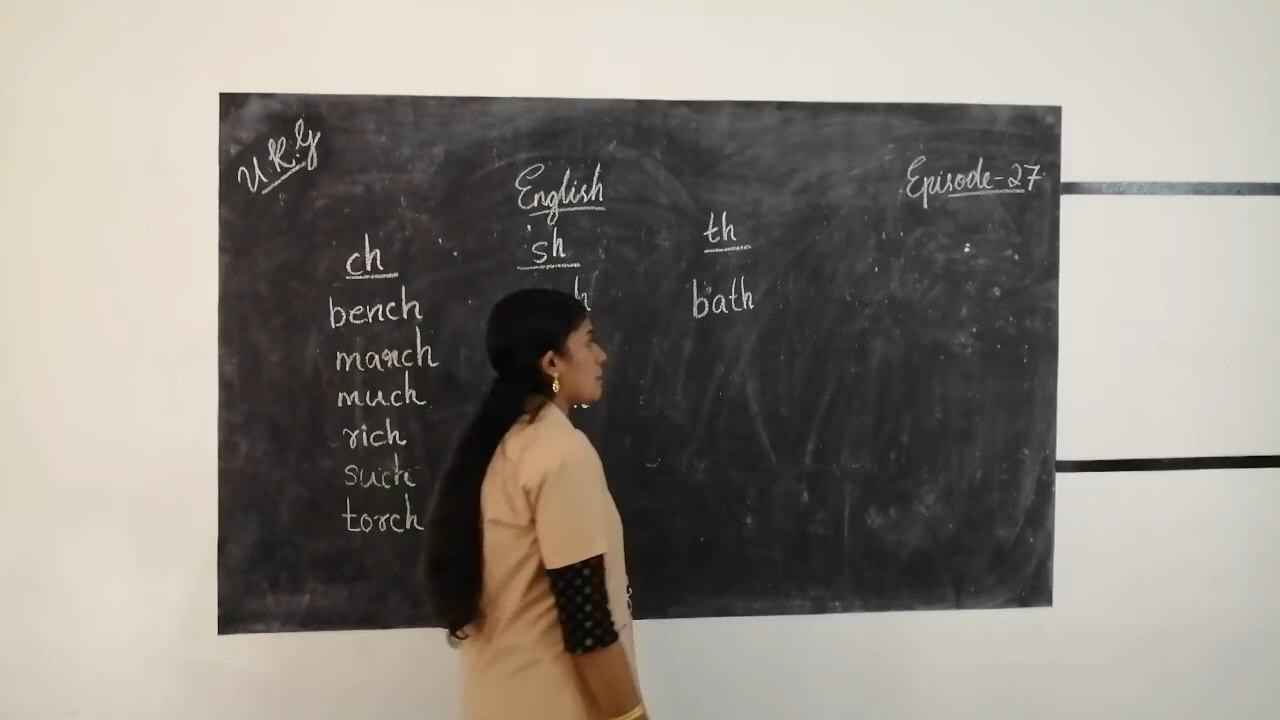 U.K.G
English
Episode-27
ch
sh
th
bench
bath
march
much
rich
such
torch